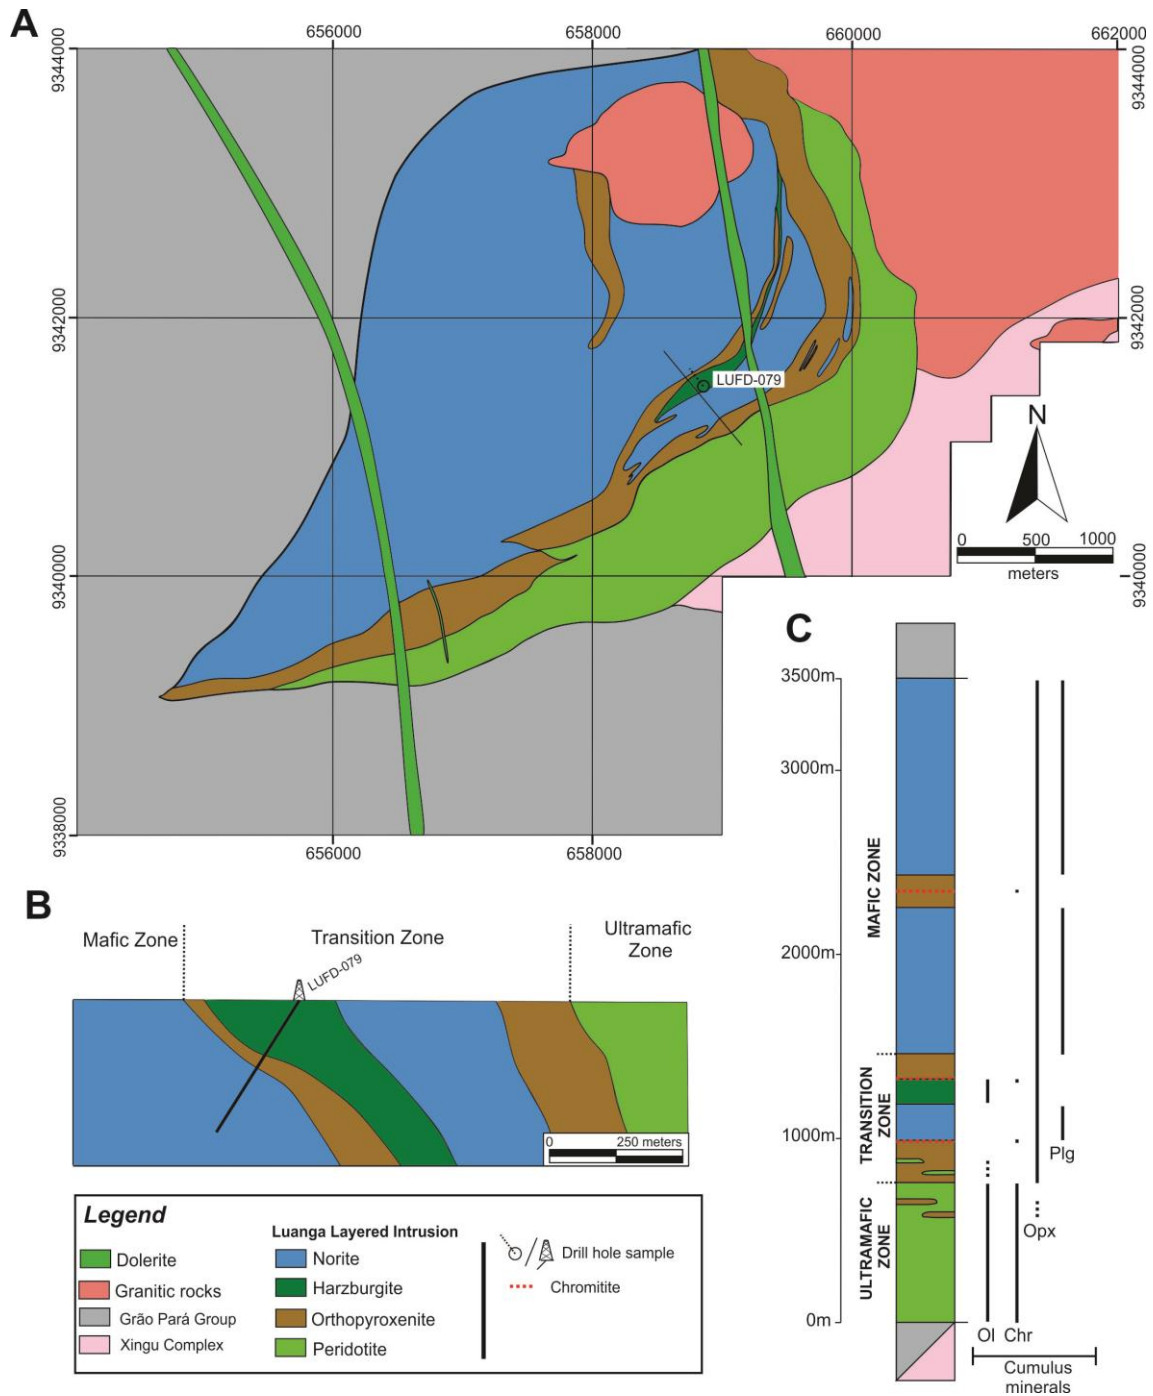 A
656000
658000
660000
662000
9344000
9344000
9342000
9342000
LUFD-079
N
0 500 1000
meters
9340000
9340000
9338000
656000
658000
B
Mafic Zone
Transition Zone
Ultramafic
Zone
LUFD-079
0 250 meters
Legend
Dolerite
Granitic rocks
Grão Pará Group
Xingu Complex
Luanga Layered Intrusion
Norite
Harzburgite
Orthopyroxenite
Peridotite
/
Drill hole sample
Chromitite
C
3500m
3000m
2000m
1000m
0m
MAFIC ZONE
TRANSITION
ZONE
ULTRAMAFIC
ZONE
Plg
Opx
Ol Chr
Cumulus
minerals